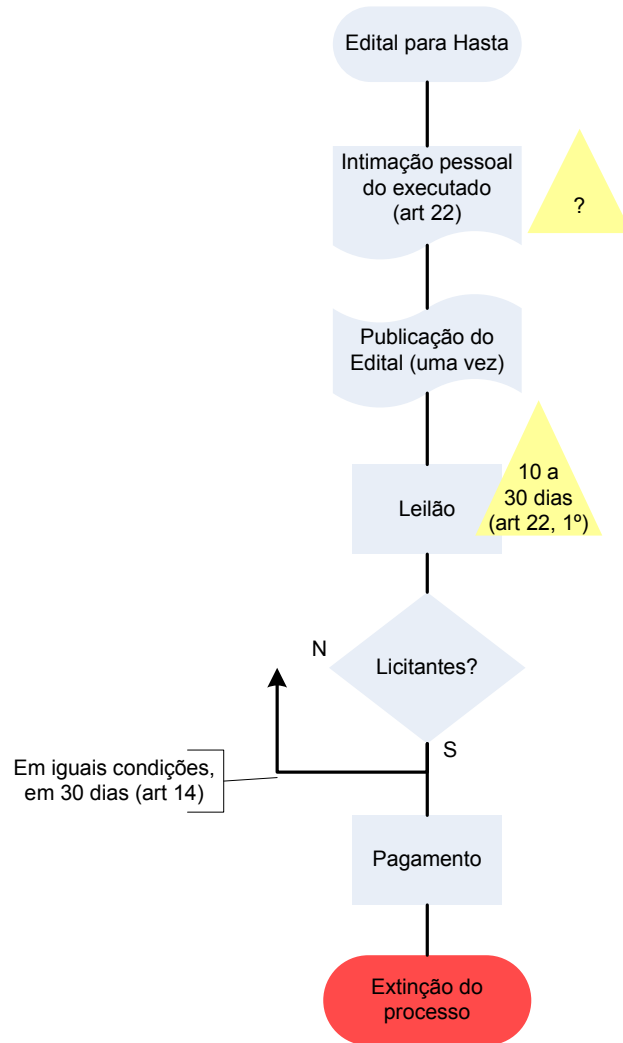 Edital para Hasta
Intimação pessoal
do executado
(art 22)
?
Publicação do
Edital (uma vez)
10 a
30 dias
(art 22, 1º)
Leilão
N
Licitantes?
S
Em iguais condições,
em 30 dias (art 14)
Pagamento
Extinção do
processo